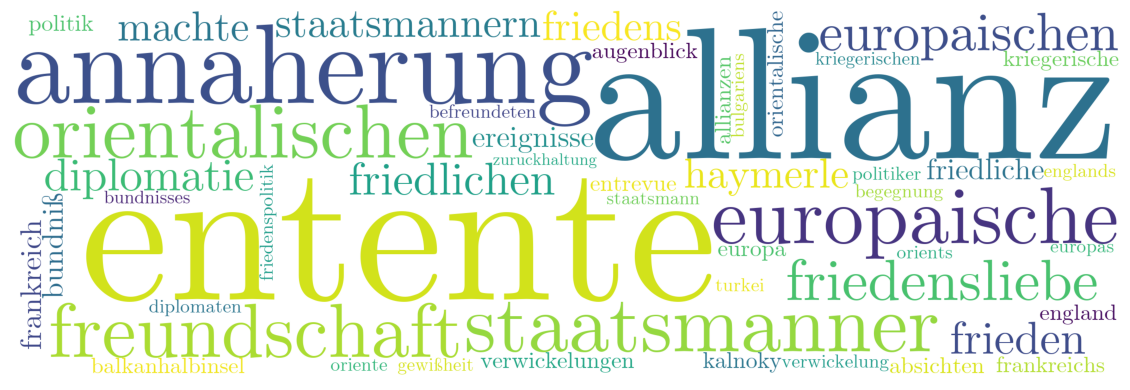 politik
machte
staatsmannern
friedens
europaischen
annaherung
augenblick
kriegerischen
kriegerische
allianz
allianzen
bulgariens
orientalische
befreundeten
orientalischen
ereignisse
zuruckhaltung
diplomatie
friedlichen
entrevue
haymerle
politiker
friedliche
englands
bundnisses
staatsmann
begegnung
frankreich
bundniß
friedenspolitik
entente
europaische
europa
orients
europas
turkei
friedensliebe
diplomaten
england
freundschaft
staatsmanner
frieden
balkanhalbinsel
oriente
gewißheit
verwickelungen
kalnoky
verwickelung
absichten
frankreichs